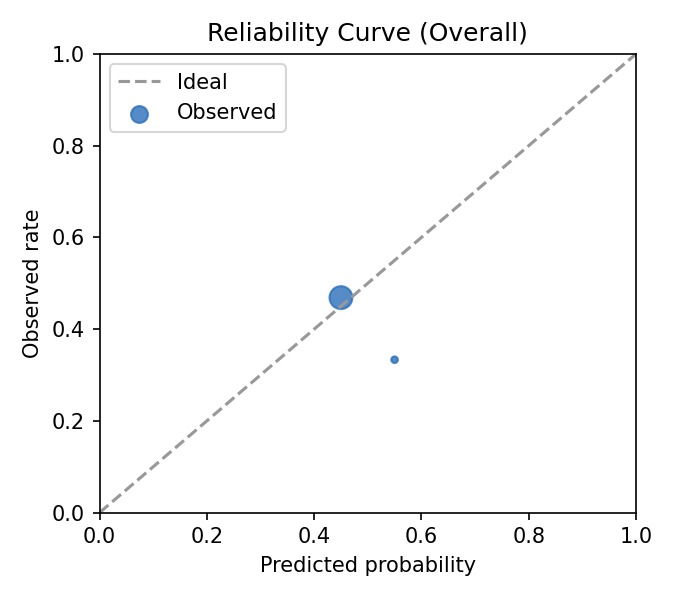 Reliability Curve (Overall)
Ideal
Observed
Observed rate
1.0
0.8
0.6
0.4
0.2
0.0
0.0 0.2 0.4 0.6 0.8 1.0
Predicted probability